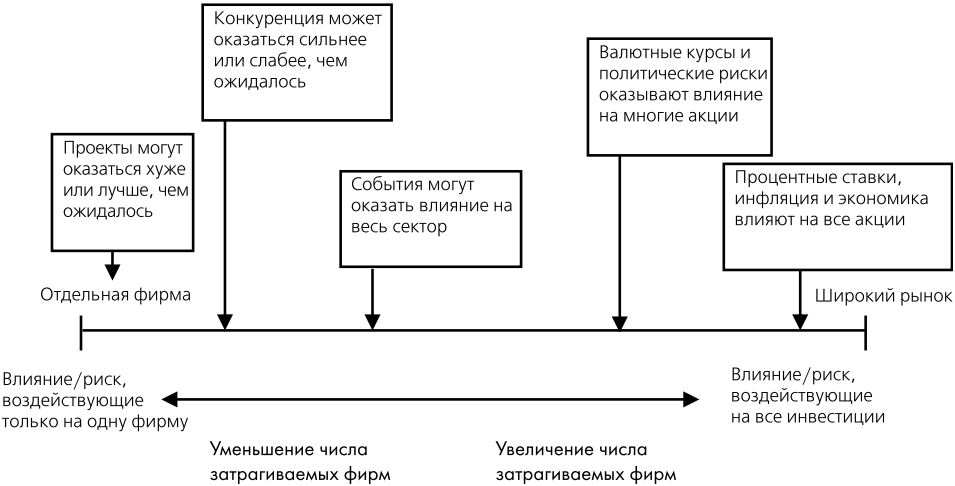 Конкуренция может
оказаться сильнее
или слабее, чем
ожидалось
Валютные курсы и
политические риски
оказывают влияние
на многие акции
Проекты могут
оказаться хуже
или лучше, чем
ожидалось
События могут
оказать влияние на
весь сектор
Процентные ставки,
инфляция и экономика
влияют на все акции
Отдельная фирма
Широкий рынок
Влияние/риск,
воздействующие
только на одну фирму
Влияние/риск,
воздействующие
на все инвестиции
Уменьшение числа
затрагиваемых фирм
Увеличение числа
затрагиваемых фирм